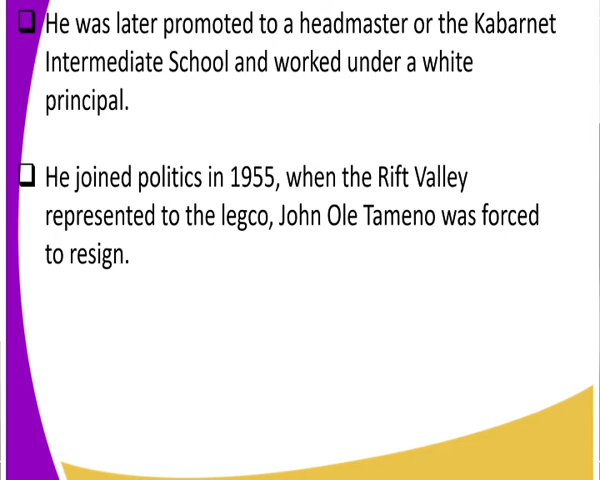 He was later promoted to a headmaster or the Kabarnet
Intermediate School and worked under a white
principal.
He joined politics in 1955, when the Rift Valley
represented to the legco, John Ole Tameno was forced
to resign.